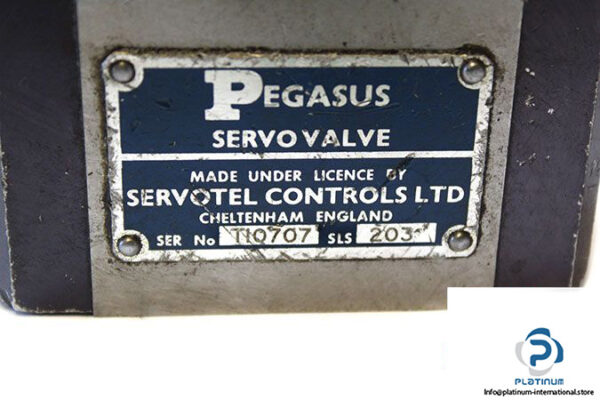 PEGASUS
SERVOVALVE
MADE UNDER LICENCE BY
SERVOTEL CONTROLS LTD
CHELTENHAM ENGLAND
SER No T10707 SLS 203
PLATINUM
Info@platinum-international.store